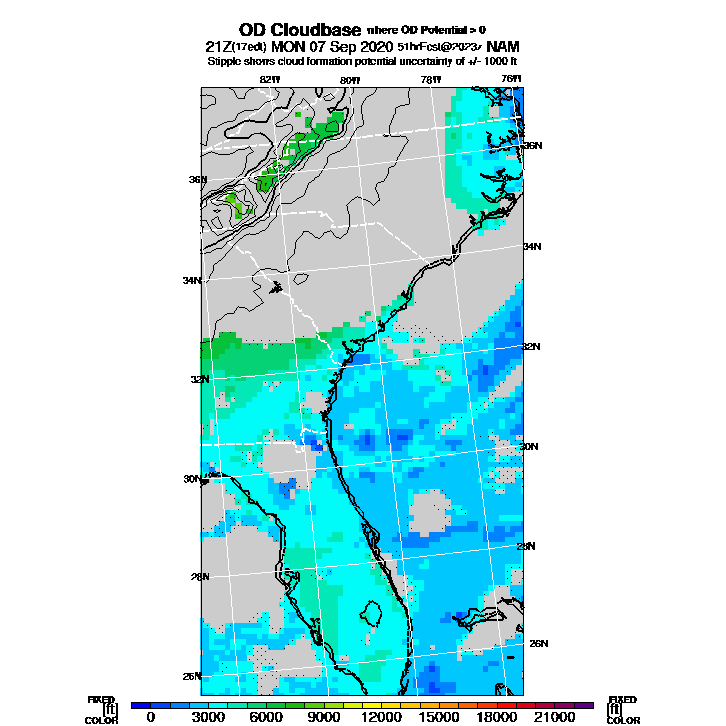 OD Cloudbase where OD Potential > 0
21Z(17edt) MON 07 Sep 2020 51hrFcst@2023z NAM
Stipple shows cloud formation potential uncertainty of +/- 1000 ft
82W 80W 78W 76W
36N
36N
34N
34N
32N
32N
30N
30N
28N
28N
26N
26N
FIXED FIXED
[ft] 0 3000 6000 9000 12000 15000 18000 21000 [ft]
COLOR COLOR